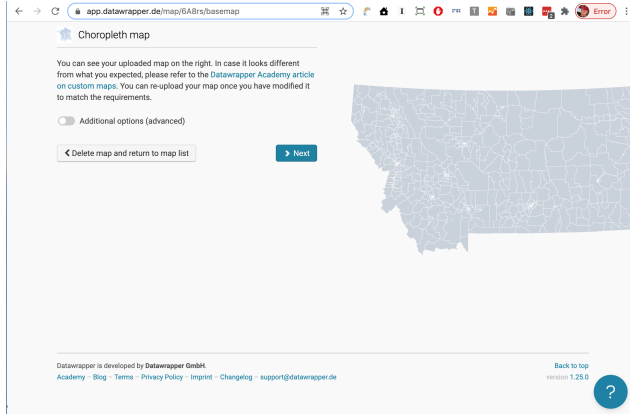 app.datawrapper.de/map/6A8rs/basemap
Error
Choropleth map
You can see your uploaded map on the right. In case it looks different
from what you expected, please refer to the Datawrapper Academy article
on custom maps. You can re-upload your map once you have modified it
to match the requirements.
Additional options (advanced)
Delete map and return to map list
Next
Datawrapper is developed by Datawrapper GmbH.
Back to top
Academy – Blog – Terms – Privacy Policy – Imprint – Changelog – support@datawrapper.de
version 1.25.0
?